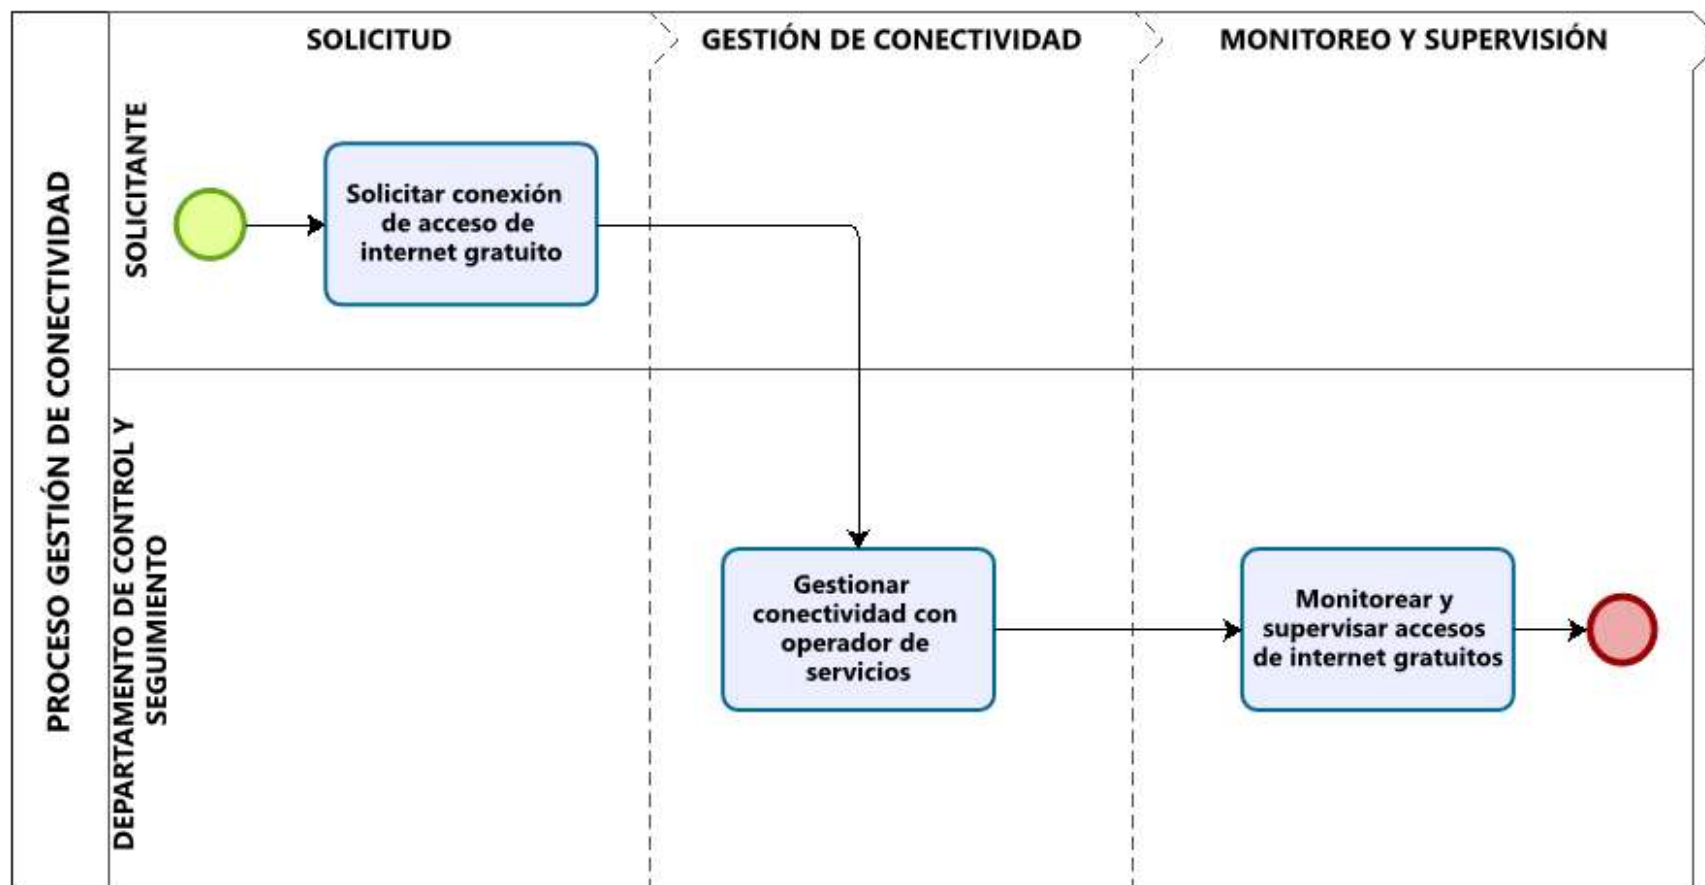 PROCESO GESTIÓN DE CONECTIVIDAD
SOLICITUD
GESTIÓN DE CONECTIVIDAD
MONITOREO Y SUPERVISIÓN
SOLICITANTE
Solicitar conexión
de acceso de
internet gratuito
DEPARTAMENTO DE CONTROL Y
SEGUIMIENTO
Gestionar
conectividad con
operador de
servicios
Monitorear y
supervisar accesos
de internet gratuitos